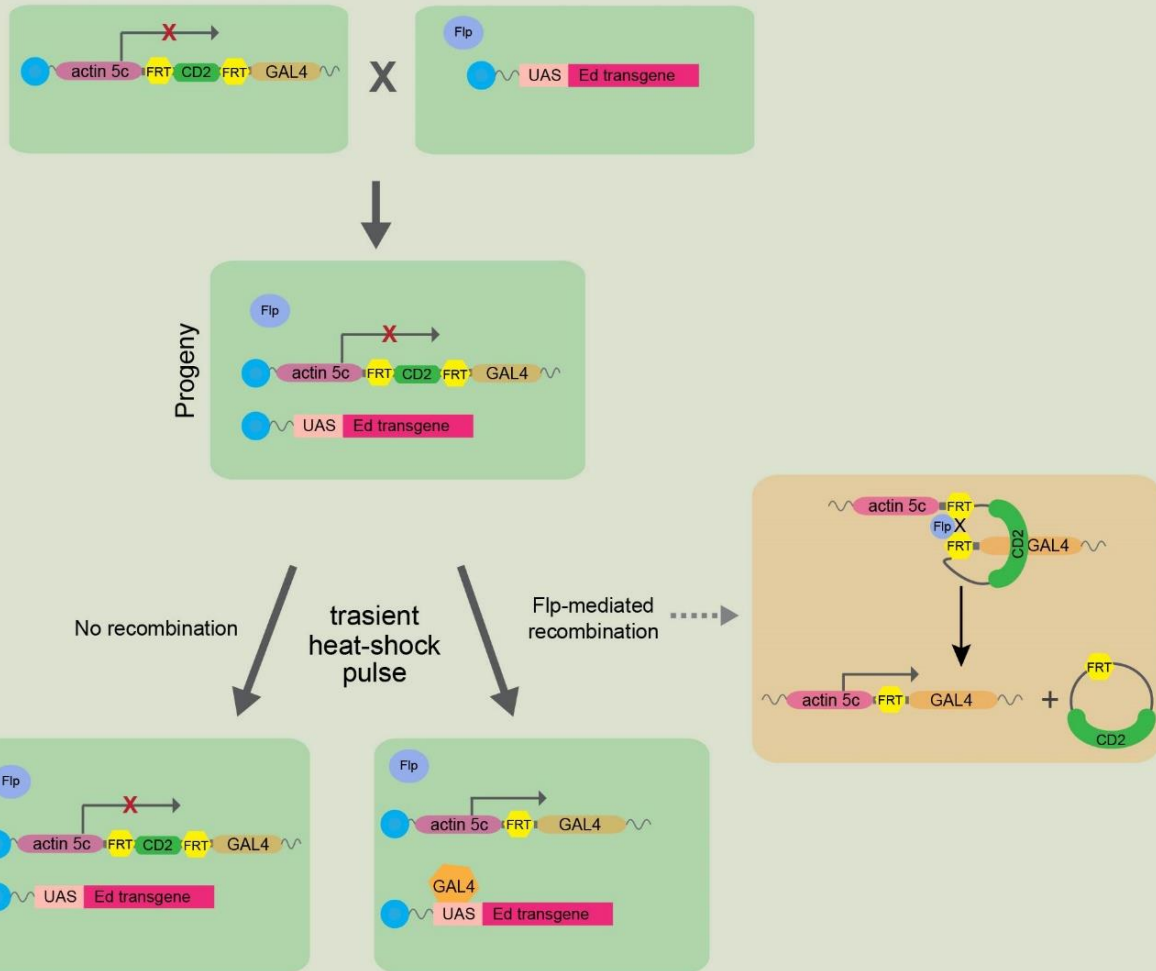 X
actin 5c FRT CD2 FRT GAL4
X
Flp
UAS Ed transgene
Progeny
Flp
X
actin 5c FRT CD2 FRT GAL4
UAS Ed transgene
No recombination
trasient
heat-shock
pulse
Flp-mediated
recombination
actin 5c FRT
Flp X
FRT CD2 GAL4
actin 5c FRT GAL4
+
FRT
CD2
Flp
X
actin 5c FRT CD2 FRT GAL4
UAS Ed transgene
Flp
actin 5c FRT GAL4
GAL4
UAS Ed transgene